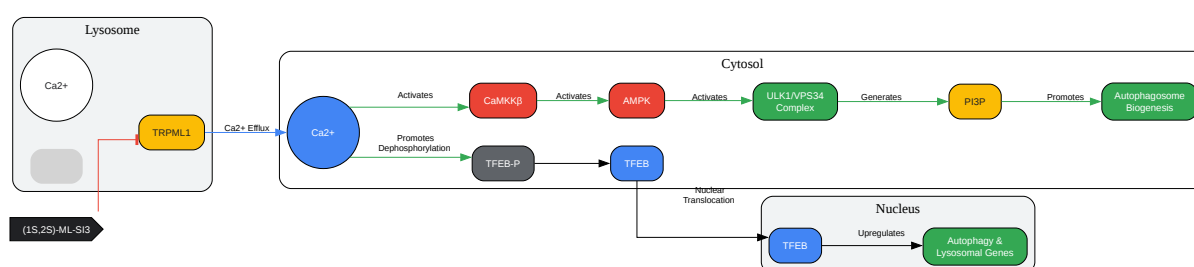 Lysosome
Ca2+
TRPML1
(1S,2S)-ML-SI3
Ca2+ Efflux
Cytosol
Ca2+
Activates
CaMKKβ
Activates
AMPK
Activates
ULK1/VPS34
Complex
Generates
PI3P
Promotes
Autophagosome
Biogenesis
Promotes
Dephosphorylation
TFEB-P
TFEB
Nuclear
Translocation
Nucleus
TFEB
Upregulates
Autophagy &
Lysosomal Genes